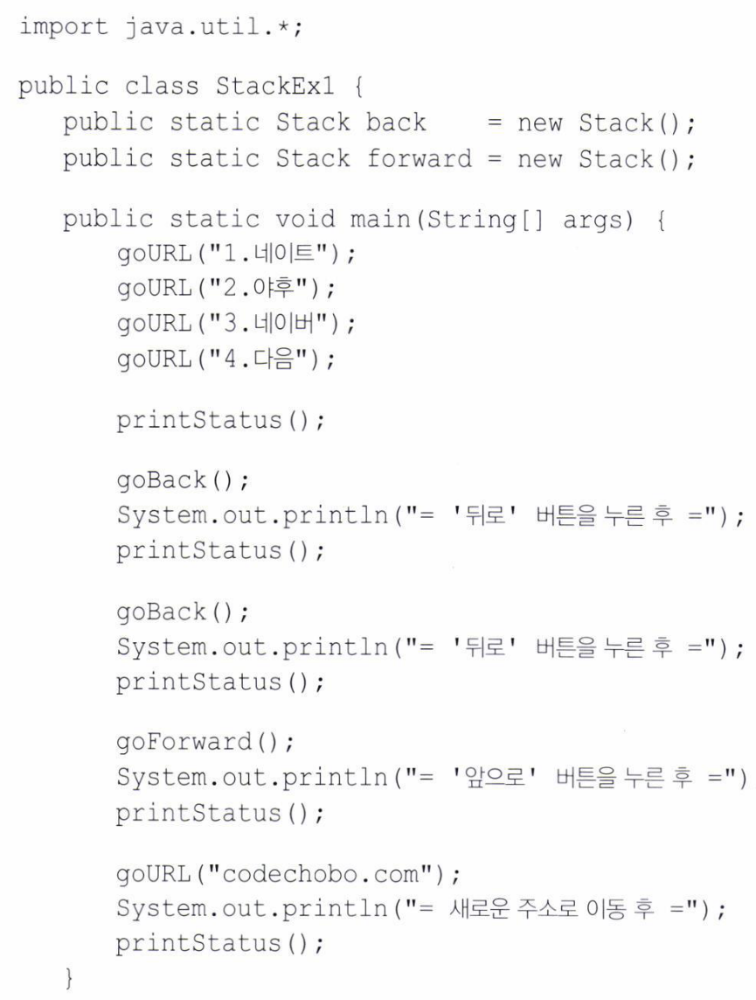 import java.util.*;
public class StackEx1 {
public static Stack back = new Stack();
public static Stack forward = new Stack();
public static void main(String[] args) {
goURL("1.네이트");
goURL("2.야후");
goURL("3.네이버");
goURL("4.다음");
printStatus();
goBack();
System.out.println("= '뒤로' 버튼을 누른 후 =");
printStatus();
goBack();
System.out.println("= '뒤로' 버튼을 누른 후 =");
printStatus();
goForward();
System.out.println("= '앞으로' 버튼을 누른 후 =")
printStatus();
goURL("codechobo.com");
System.out.println("= 새로운 주소로 이동 후 =");
printStatus();
}